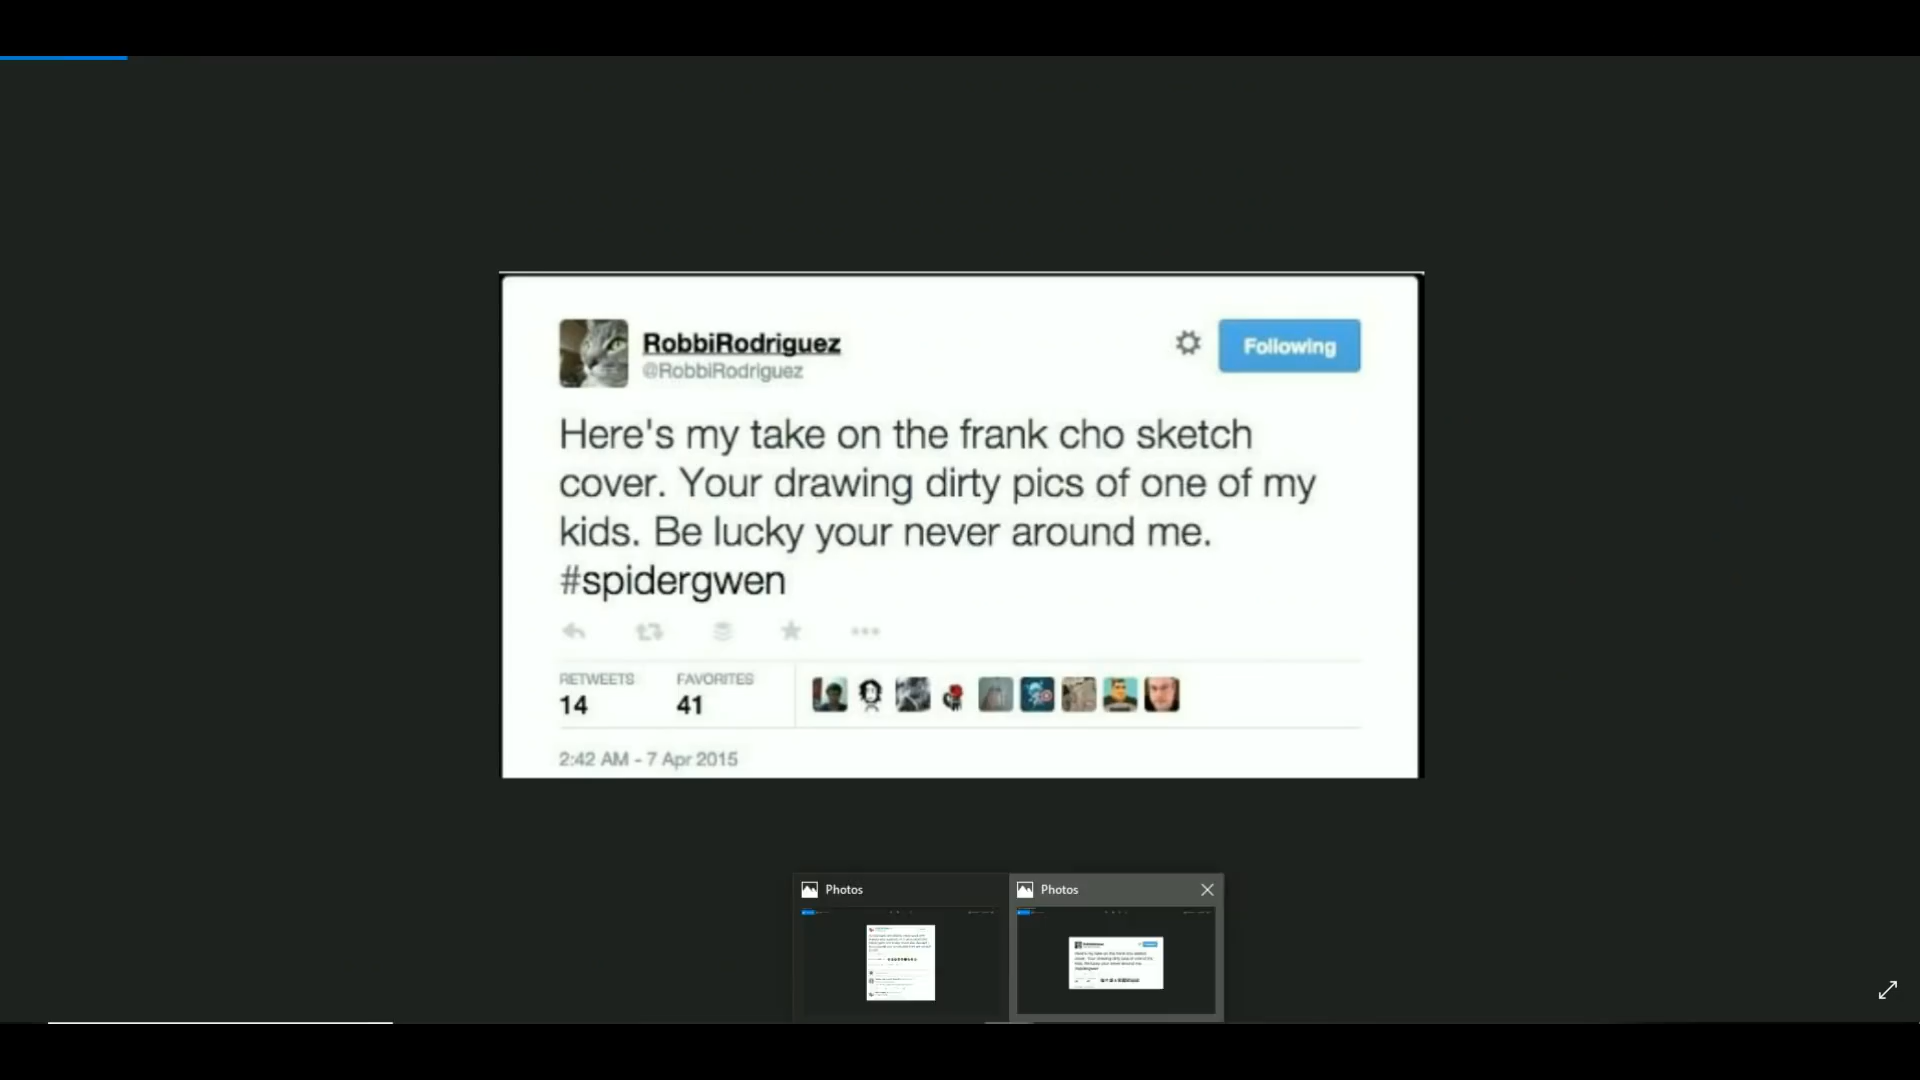 RobbiRodriguez
@RobbiRodriguez
Following
Here's my take on the frank cho sketch
cover. Your drawing dirty pics of one of my
kids. Be lucky your never around me.
#spidergwen
RETWEETS
FAVORITES
14
41
2:42 AM - 7 Apr 2015
Photos
Photos